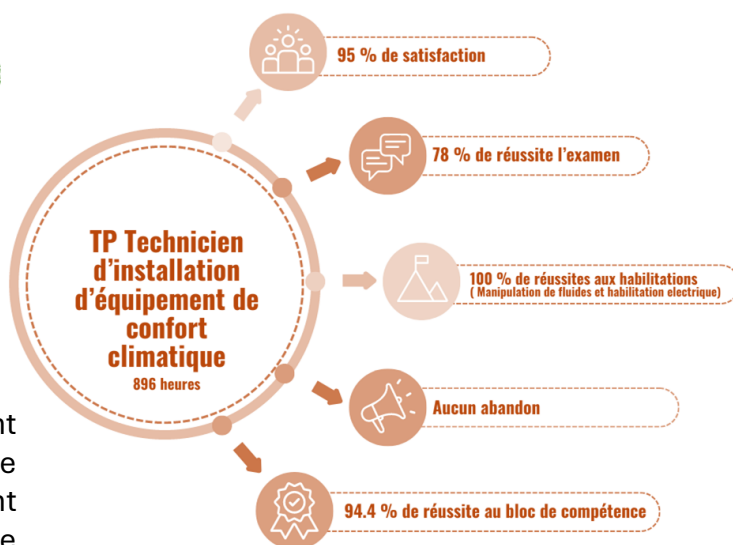 95 % de satisfaction
78 % de réussite l’examen
TP Technicien
d’installation
d’équipement de
confort
climatique
896 heures
100 % de réussites aux habilitations
( Manipulation de fluides et habilitation electrique)
Aucun abandon
94.4 % de réussite au bloc de compétence